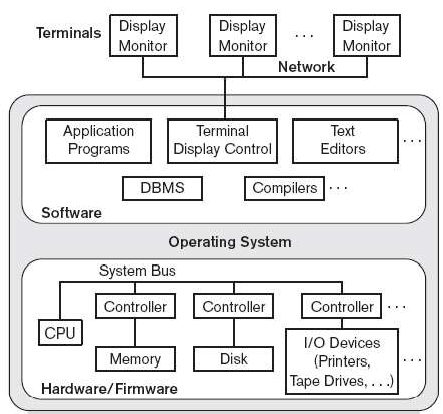 Terminals
Display Monitor
Display Monitor
...
Display Monitor
Network
Application Programs
Terminal Display Control
Text Editors
...
DBMS
Compilers
...
Software
Operating System
System Bus
Controller
Controller
Controller
...
CPU
Memory
Disk
I/O Devices
(Printers,
Tape Drives, . . .)
...
Hardware/Firmware